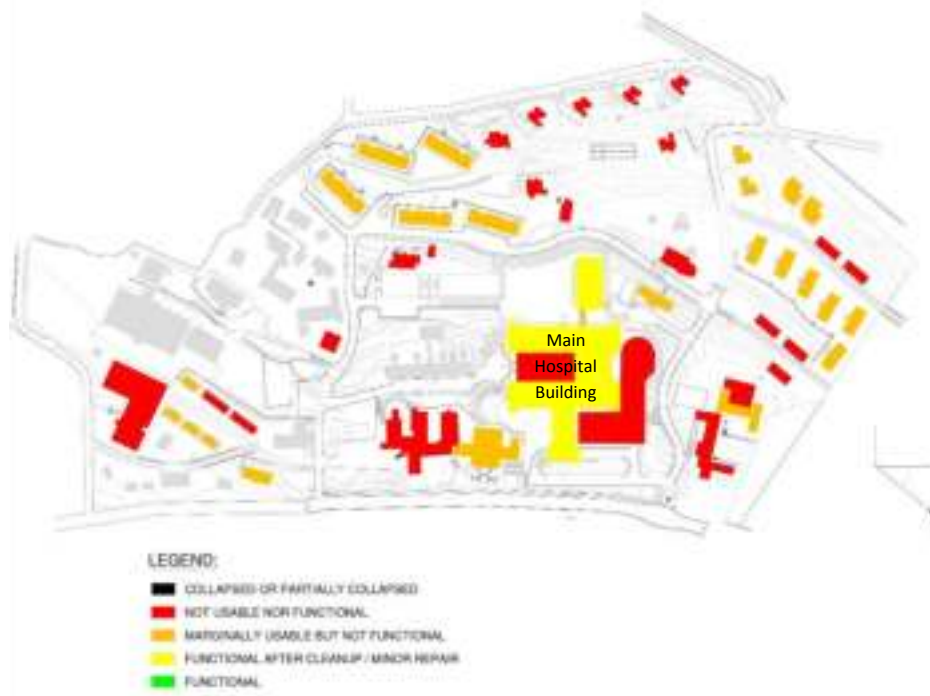 Main
Hospital
Building
LEGEND:
COLLAPSED OR PARTIALLY COLLAPSED
NOT USABLE NOR FUNCTIONAL
MARGINALLY USABLE BUT NOT FUNCTIONAL
FUNCTIONAL AFTER CLEANUP / MINOR REPAIR
FUNCTIONAL